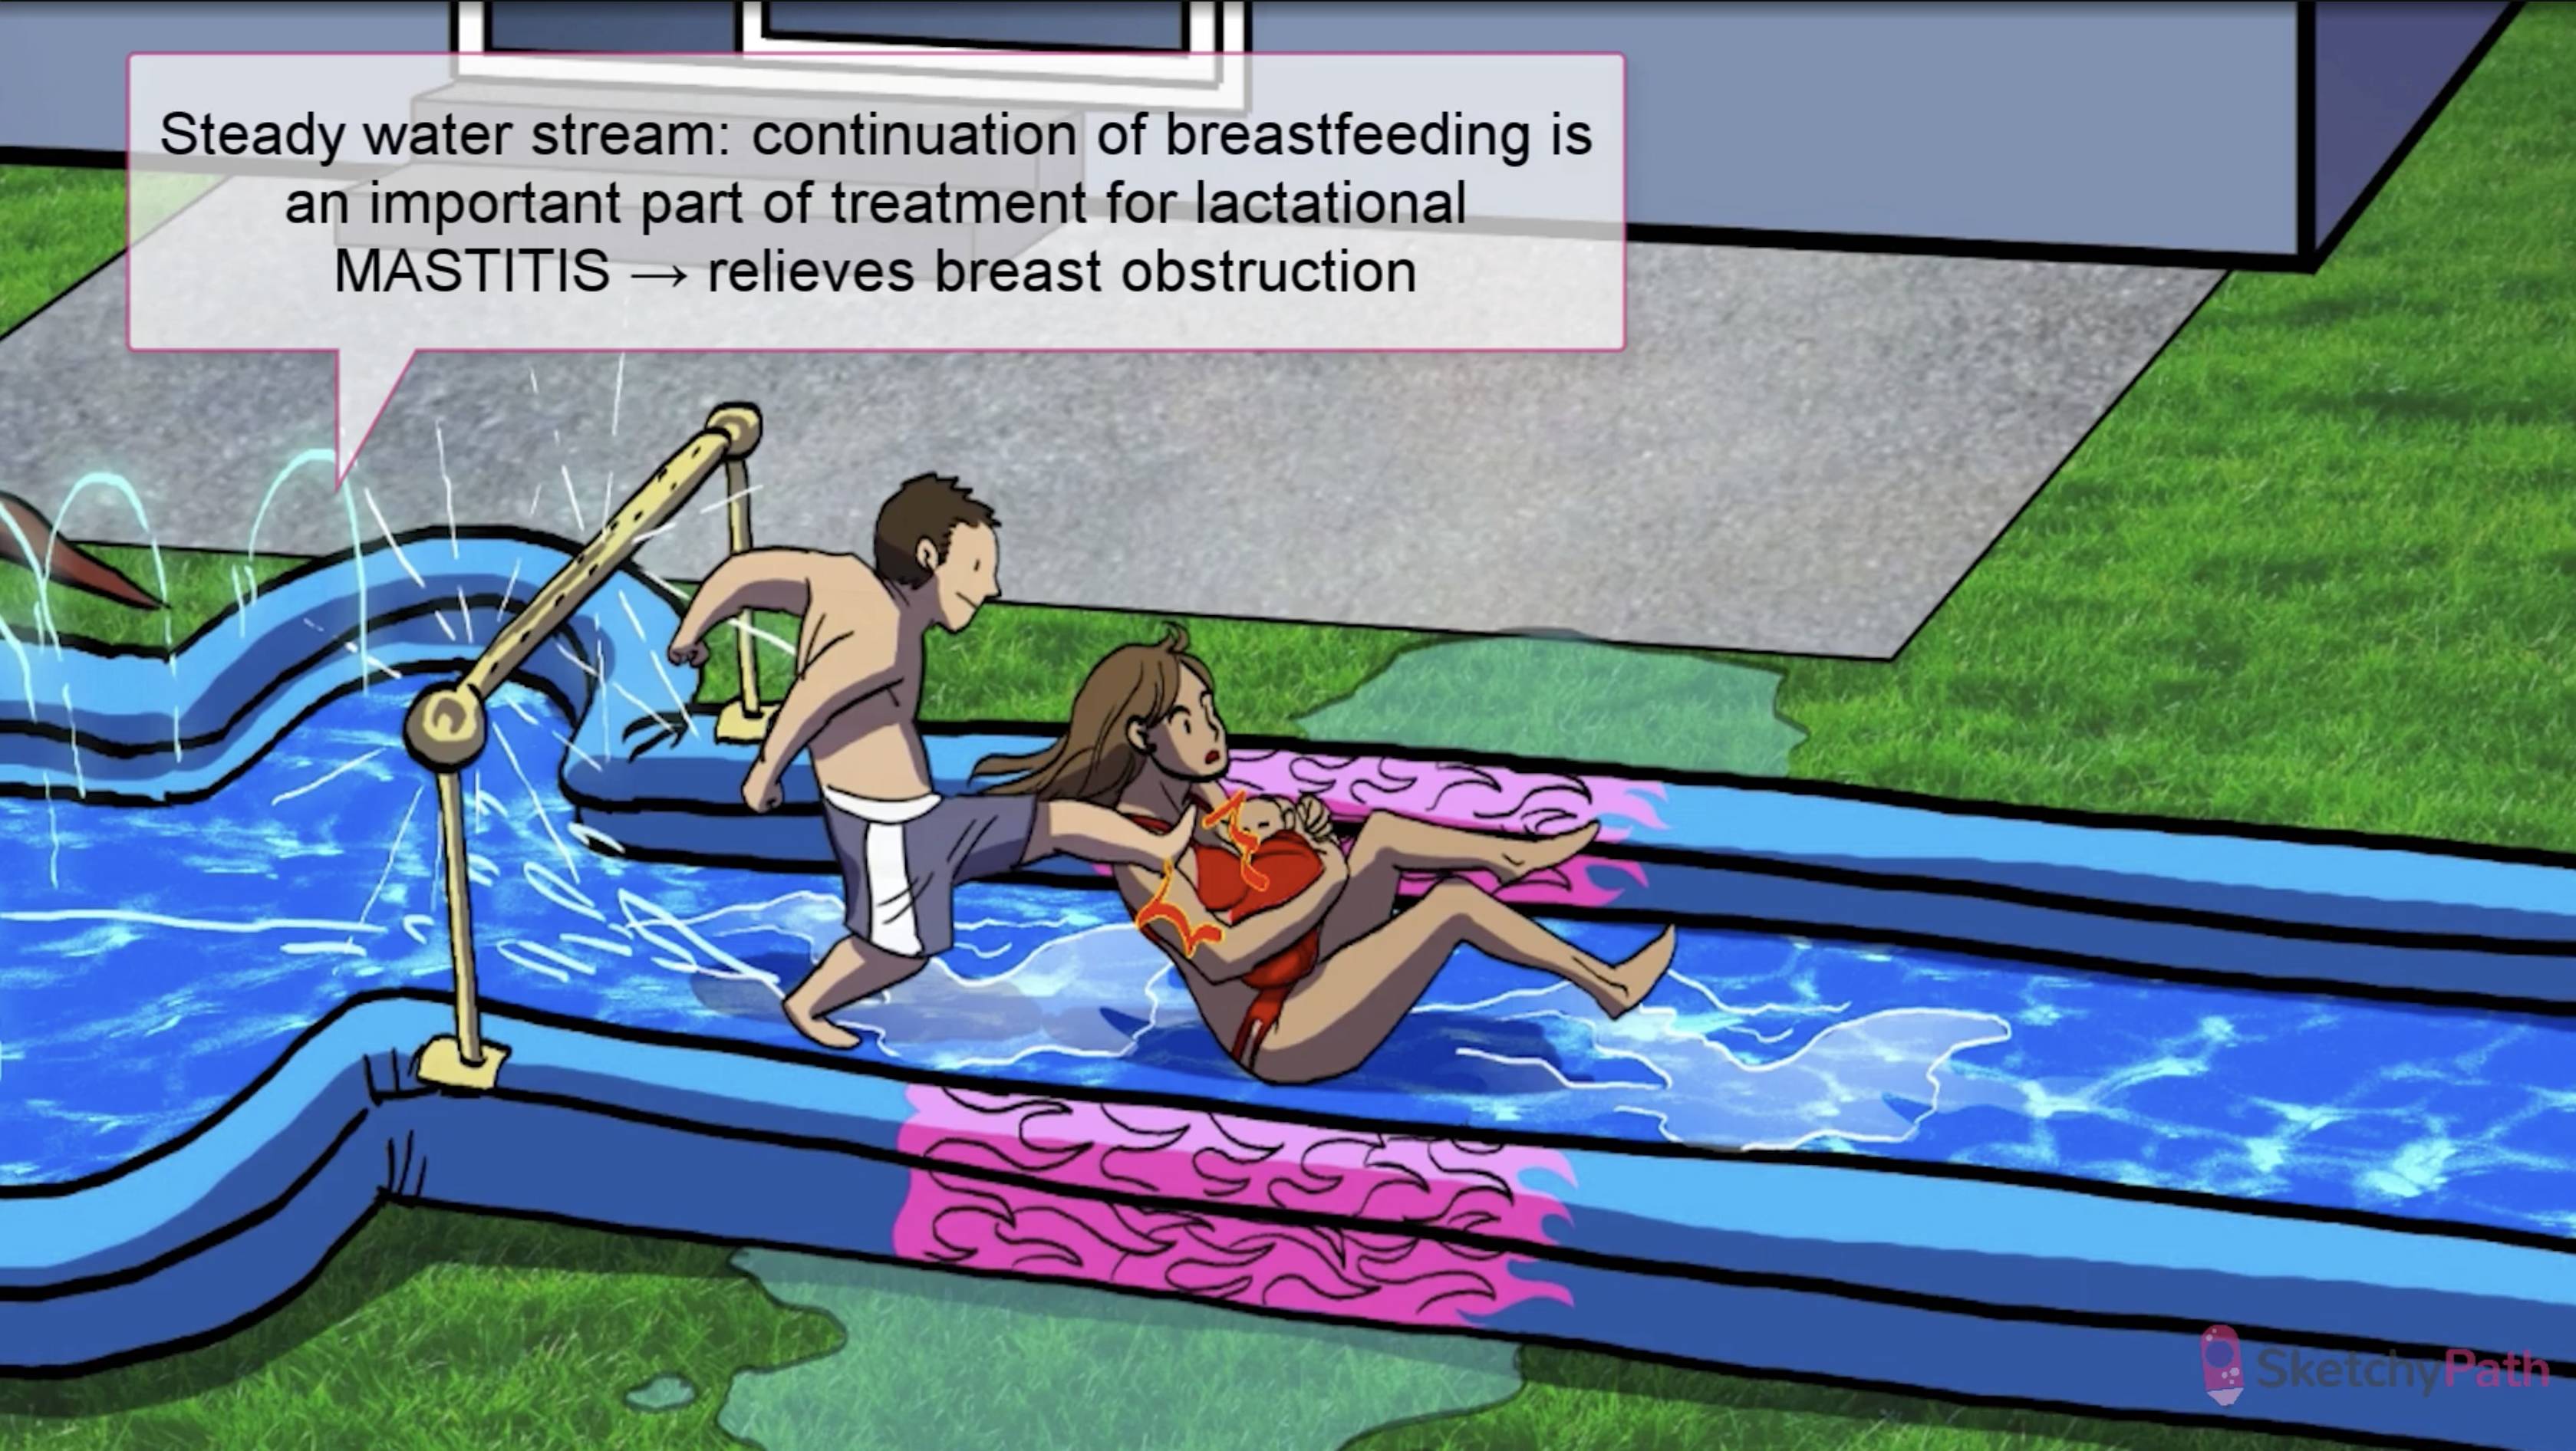 Steady water stream: continuation of breastfeeding is
an important part of treatment for lactational
MASTITIS → relieves breast obstruction
SketchyPath